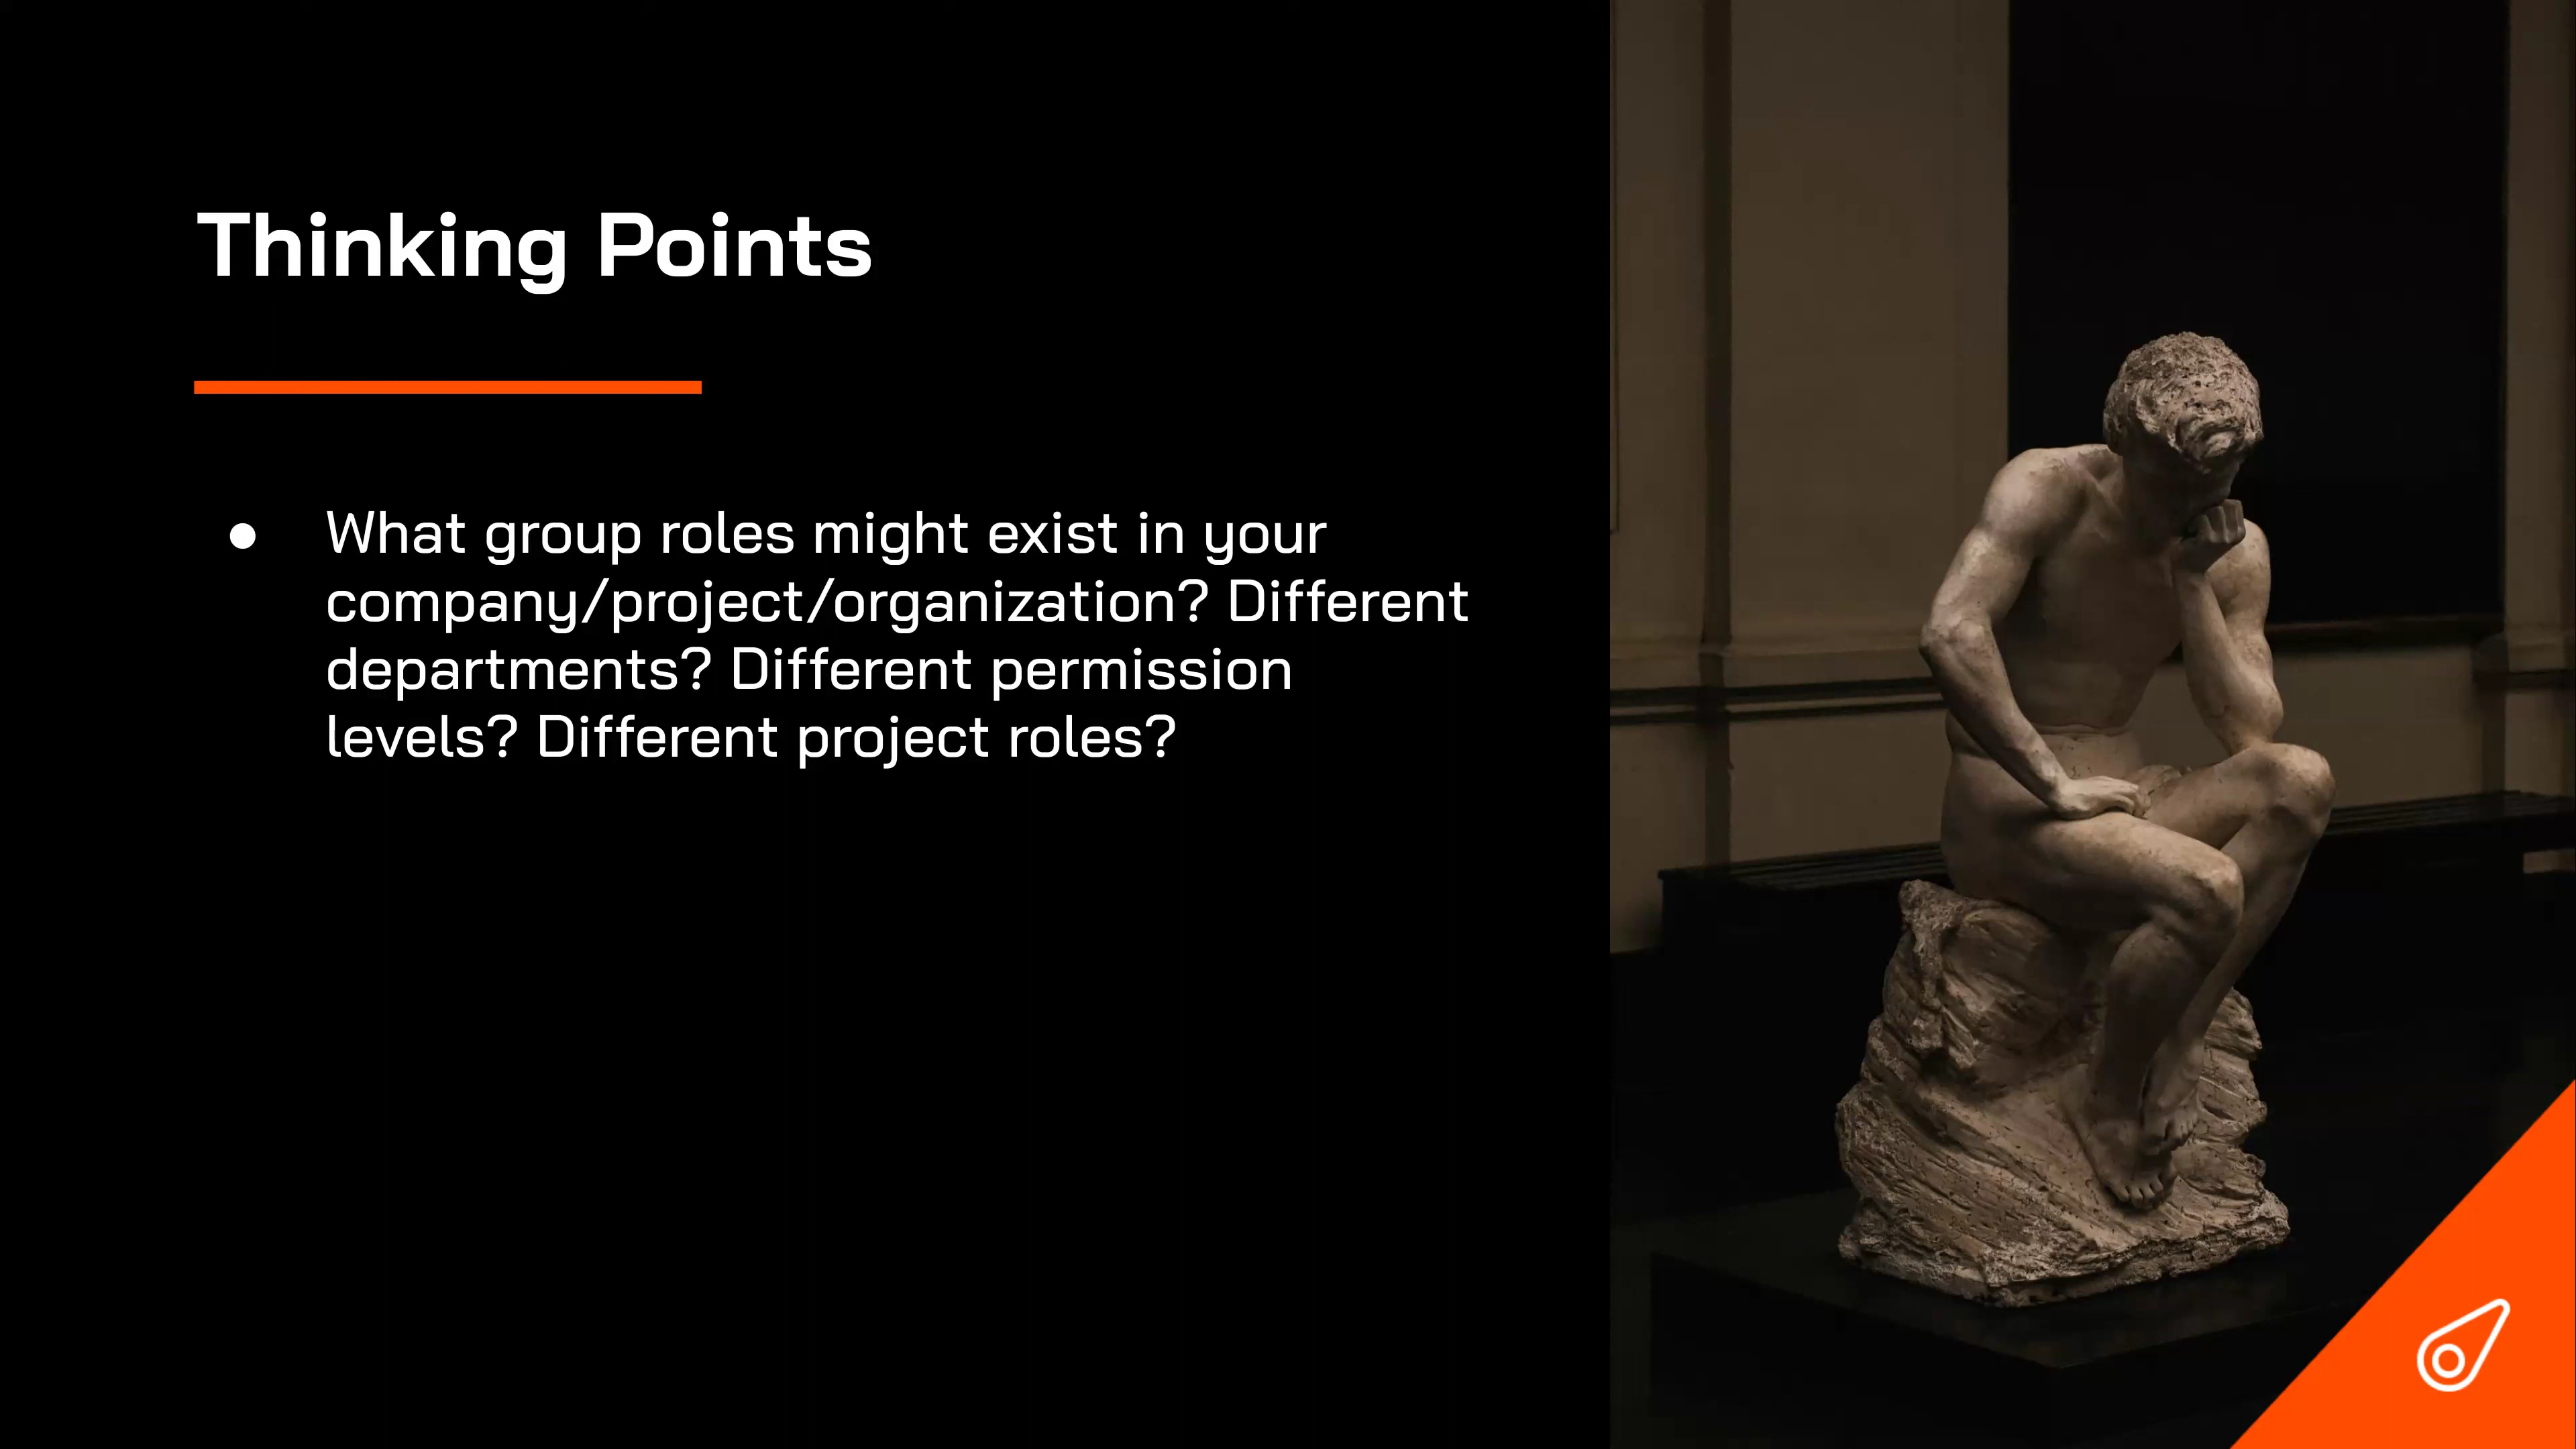 Thinking Points
● What group roles might exist in your
company/project/organization? Different
departments? Different permission
levels? Different project roles?